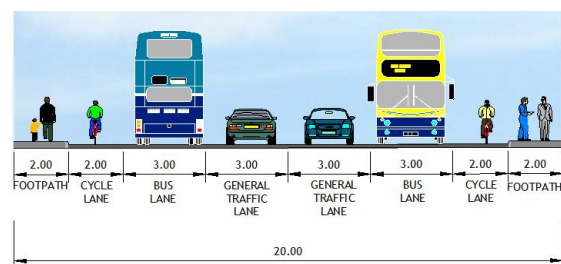 2.00 2.00 3.00 3.00 3.00 3.00 2.00 2.00
FOOTPATH CYCLE LANE BUS LANE GENERAL TRAFFIC LANE GENERAL TRAFFIC LANE BUS LANE CYCLE LANE FOOTPATH
20.00